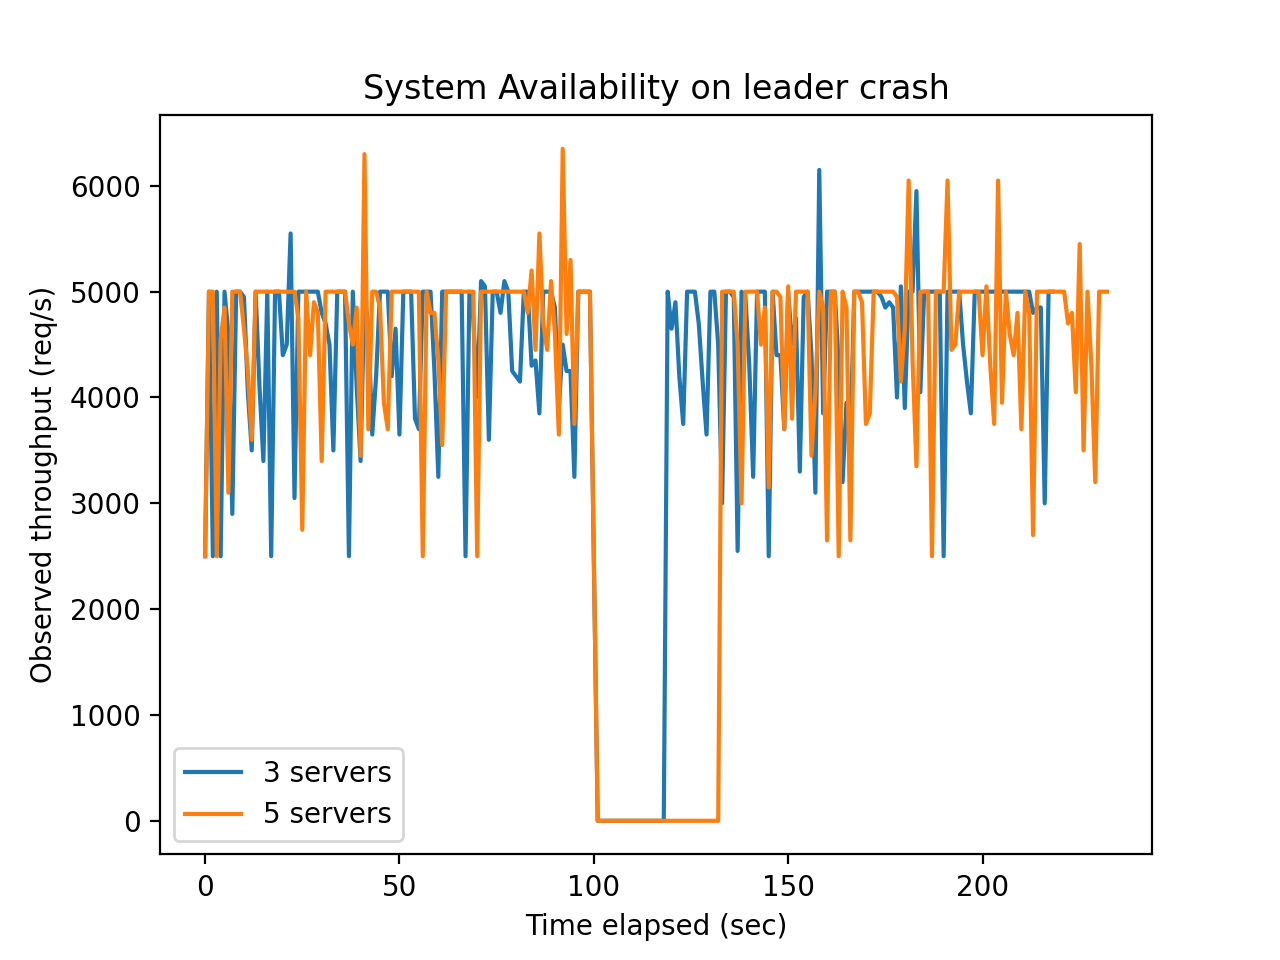 System Availability on leader crash
Observed throughput (req/s)
6000
5000
4000
3000
2000
1000
0
3 servers
5 servers
0 50 100 150 200
Time elapsed (sec)